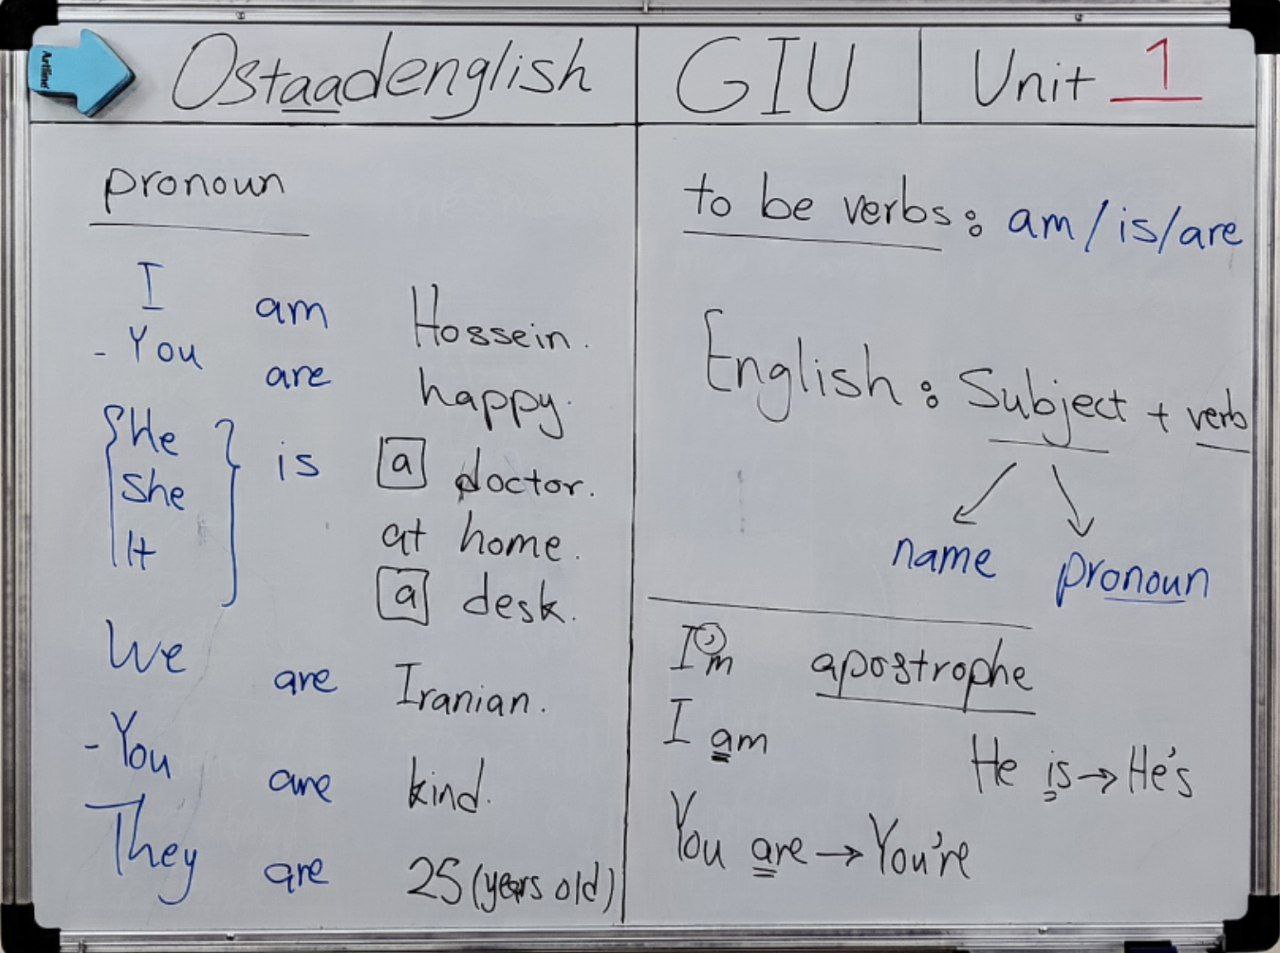 Artline
Ostaadenglish
GIU
Unit 1
pronoun
I am Hossein.
- You are happy.
He
She
It
is
a doctor.
at home.
a desk.
We are Iranian.
- You are kind.
They are 25 (years old)
to be verbs: am/is/are
English: Subject + verb
name pronoun
I'm apostrophe
I am
He is → He's
You are → You're